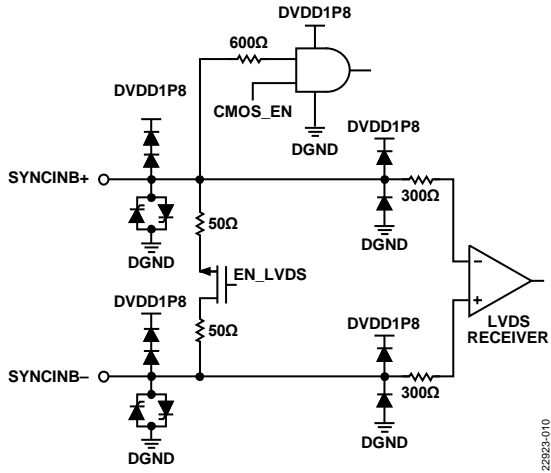 DVDD1P8
600Ω
DVDD1P8
CMOS_EN
DGND
DVDD1P8
SYNCINB+
300Ω
50Ω
DGND
DGND
EN_LVDS
DVDD1P8
50Ω
DVDD1P8
–
+
LVDS
RECEIVER
SYNCINB–
300Ω
DGND
DGND
22923-010